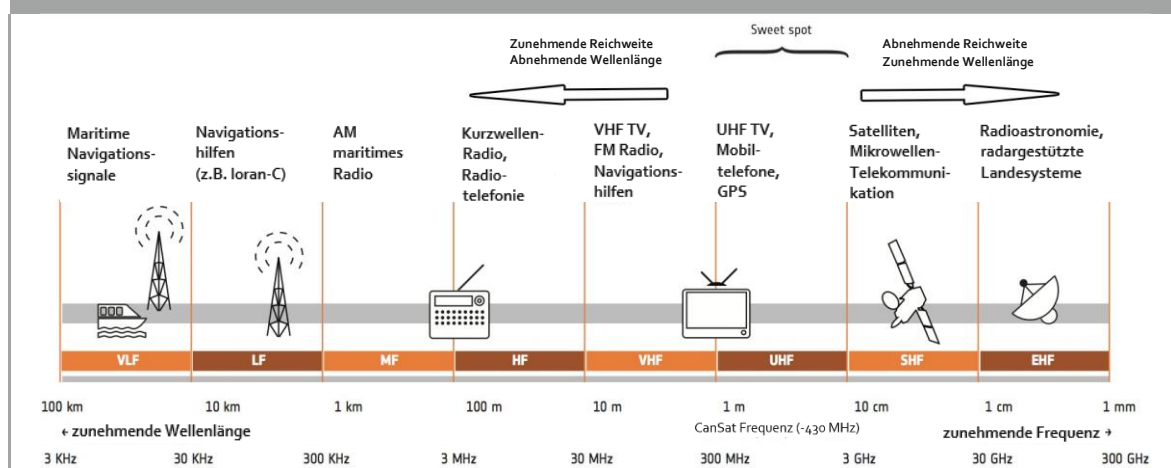 Sweet spot
Zunehmende Reichweite
Abnehmende Wellenlänge
Abnehmende Reichweite
Zunehmende Wellenlänge
Maritime
Navigations-
signale
Navigations-
hilfen
(z.B. loran-C)
AM
maritimes
Radio
Kurzwellen-
Radio,
Radio-
telefonie
VHF TV,
FM Radio,
Navigations-
hilfen
UHF TV,
Mobil-
telefone,
GPS
Satelliten,
Mikrowellen-
Telekommuni-
kation
Radioastronomie,
radargestützte
Landesysteme
VLF LF MF HF VHF UHF SHF EHF
100 km 10 km 1 km 100 m 10 m 1 m 10 cm 1 cm 1 mm
← zunehmende Wellenlänge CanSat Frequenz (-430 MHz) zunehmende Frequenz →
3 KHz 30 KHz 300 KHz 3 MHz 30 MHz 300 MHz 3 GHz 30 GHz 300 GHz